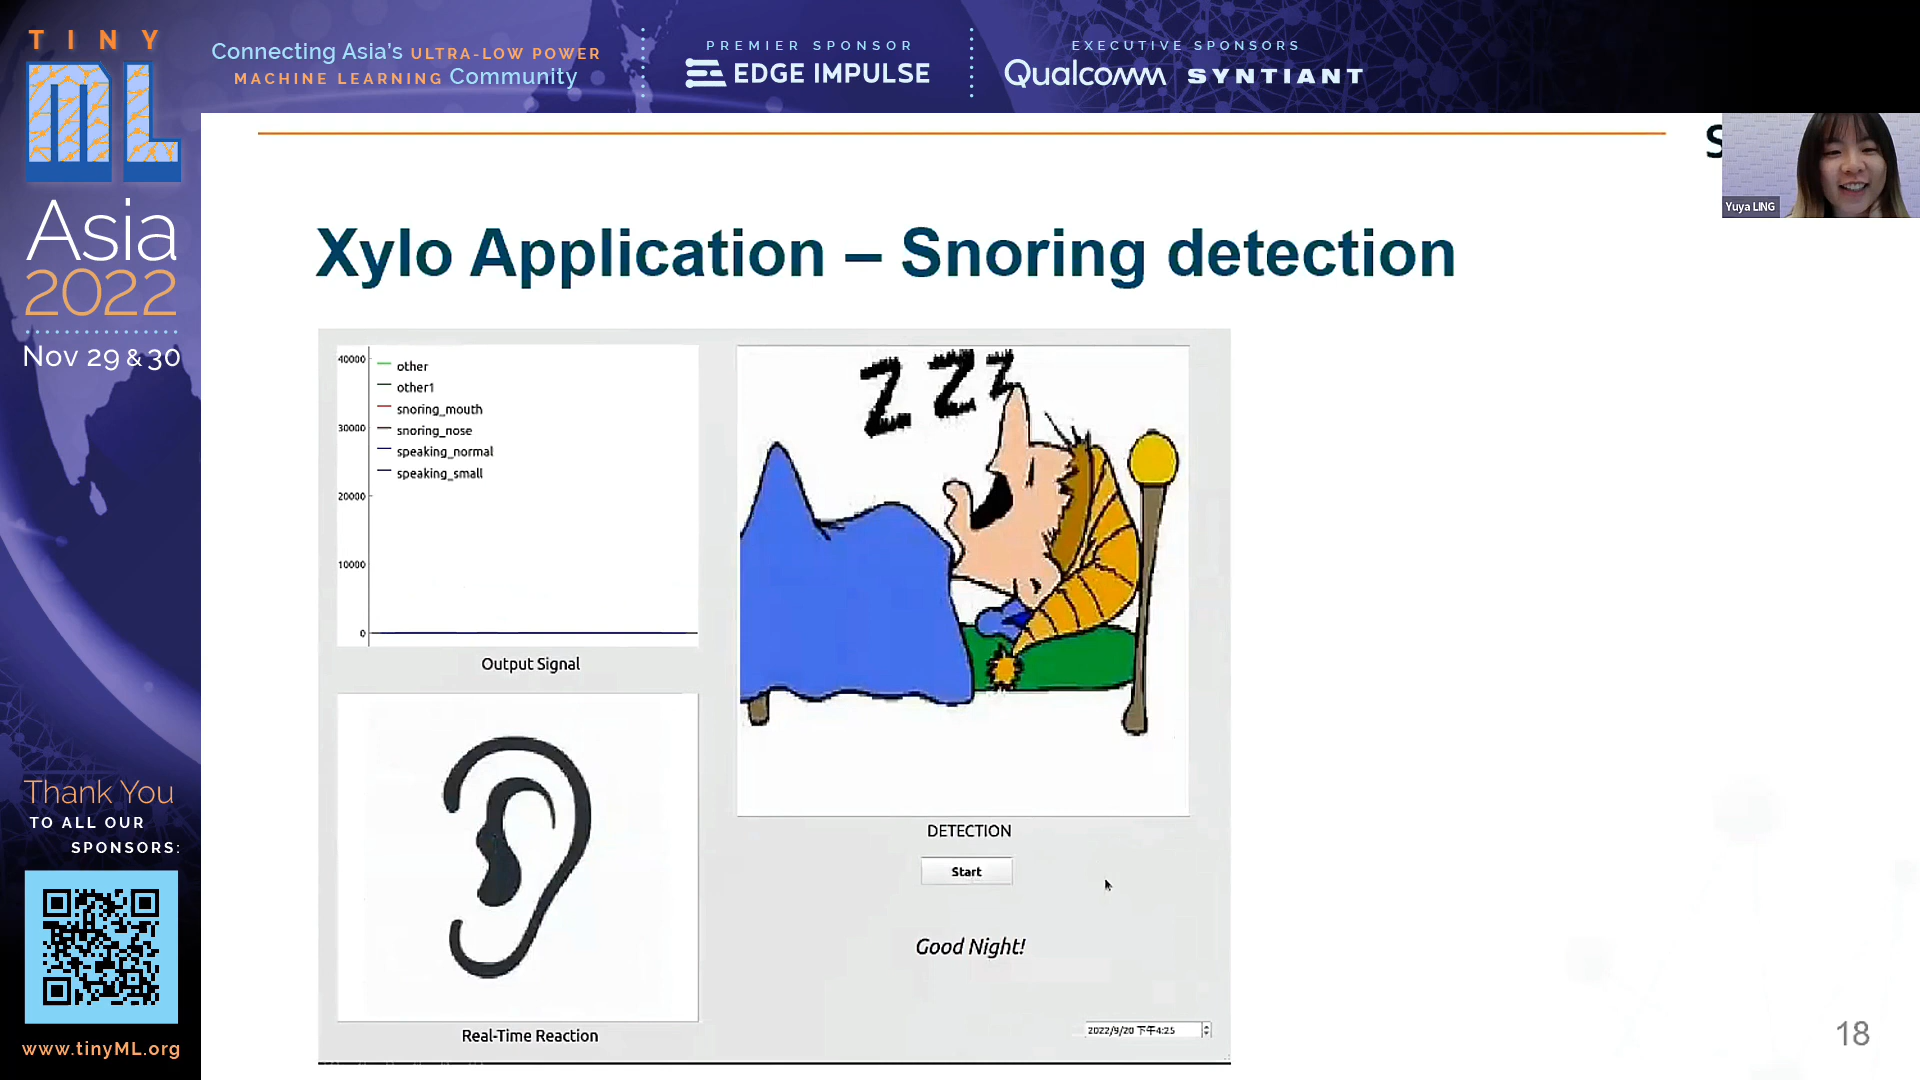 TINY
ML
Asia
2022
Nov 29 & 30
Connecting Asia's ULTRA-LOW POWER
MACHINE LEARNING Community
PREMIER SPONSOR
EDGE IMPULSE
EXECUTIVE SPONSORS
Qualcomm SYNTIANT
S
Yuya LING
Xylo Application – Snoring detection
40000
30000
20000
10000
0
other
other1
snoring_mouth
snoring_nose
speaking_normal
speaking_small
Output Signal
Z ZZ Z
DETECTION
Start
Good Night!
Real-Time Reaction
2022/9/20 下午4:25
18
Thank You
TO ALL OUR
SPONSORS:
www.tinyML.org